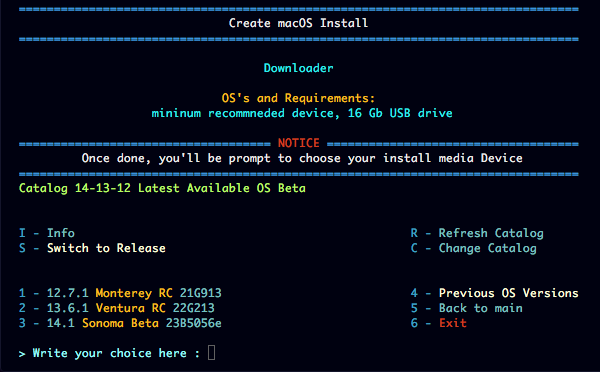 Create macOS Install
Downloader
OS's and Requirements:
mininum recommneded device, 16 Gb USB drive
NOTICE
Once done, you'll be prompt to choose your install media Device
Catalog 14-13-12 Latest Available OS Beta
I - Info R - Refresh Catalog
S - Switch to Release C - Change Catalog
1 - 12.7.1 Monterey RC 21G913 4 - Previous OS Versions
2 - 13.6.1 Ventura RC 22G213 5 - Back to main
3 - 14.1 Sonoma Beta 23B5056e 6 - Exit
> Write your choice here :